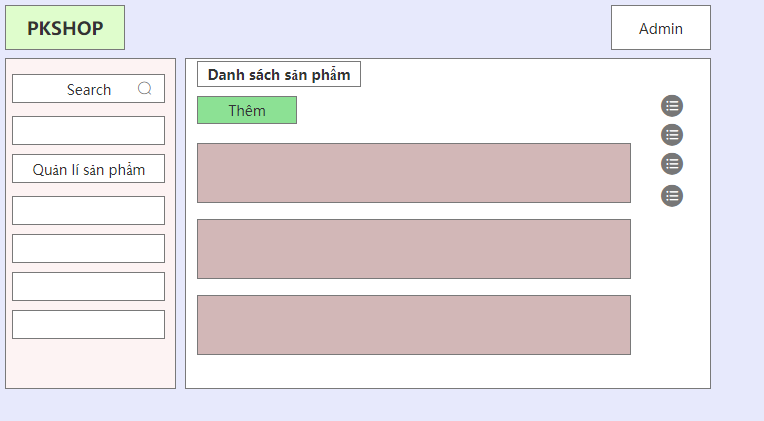 PKSHOP
Admin
Search
Quản lí sản phẩm
Danh sách sản phẩm
Thêm